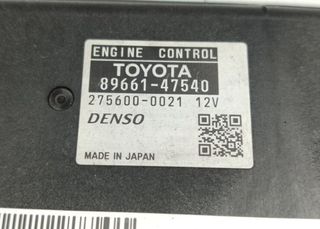 ENGINE CONTROL
TOYOTA
89661-47540
275600-0021 12V
DENSO
MADE IN JAPAN